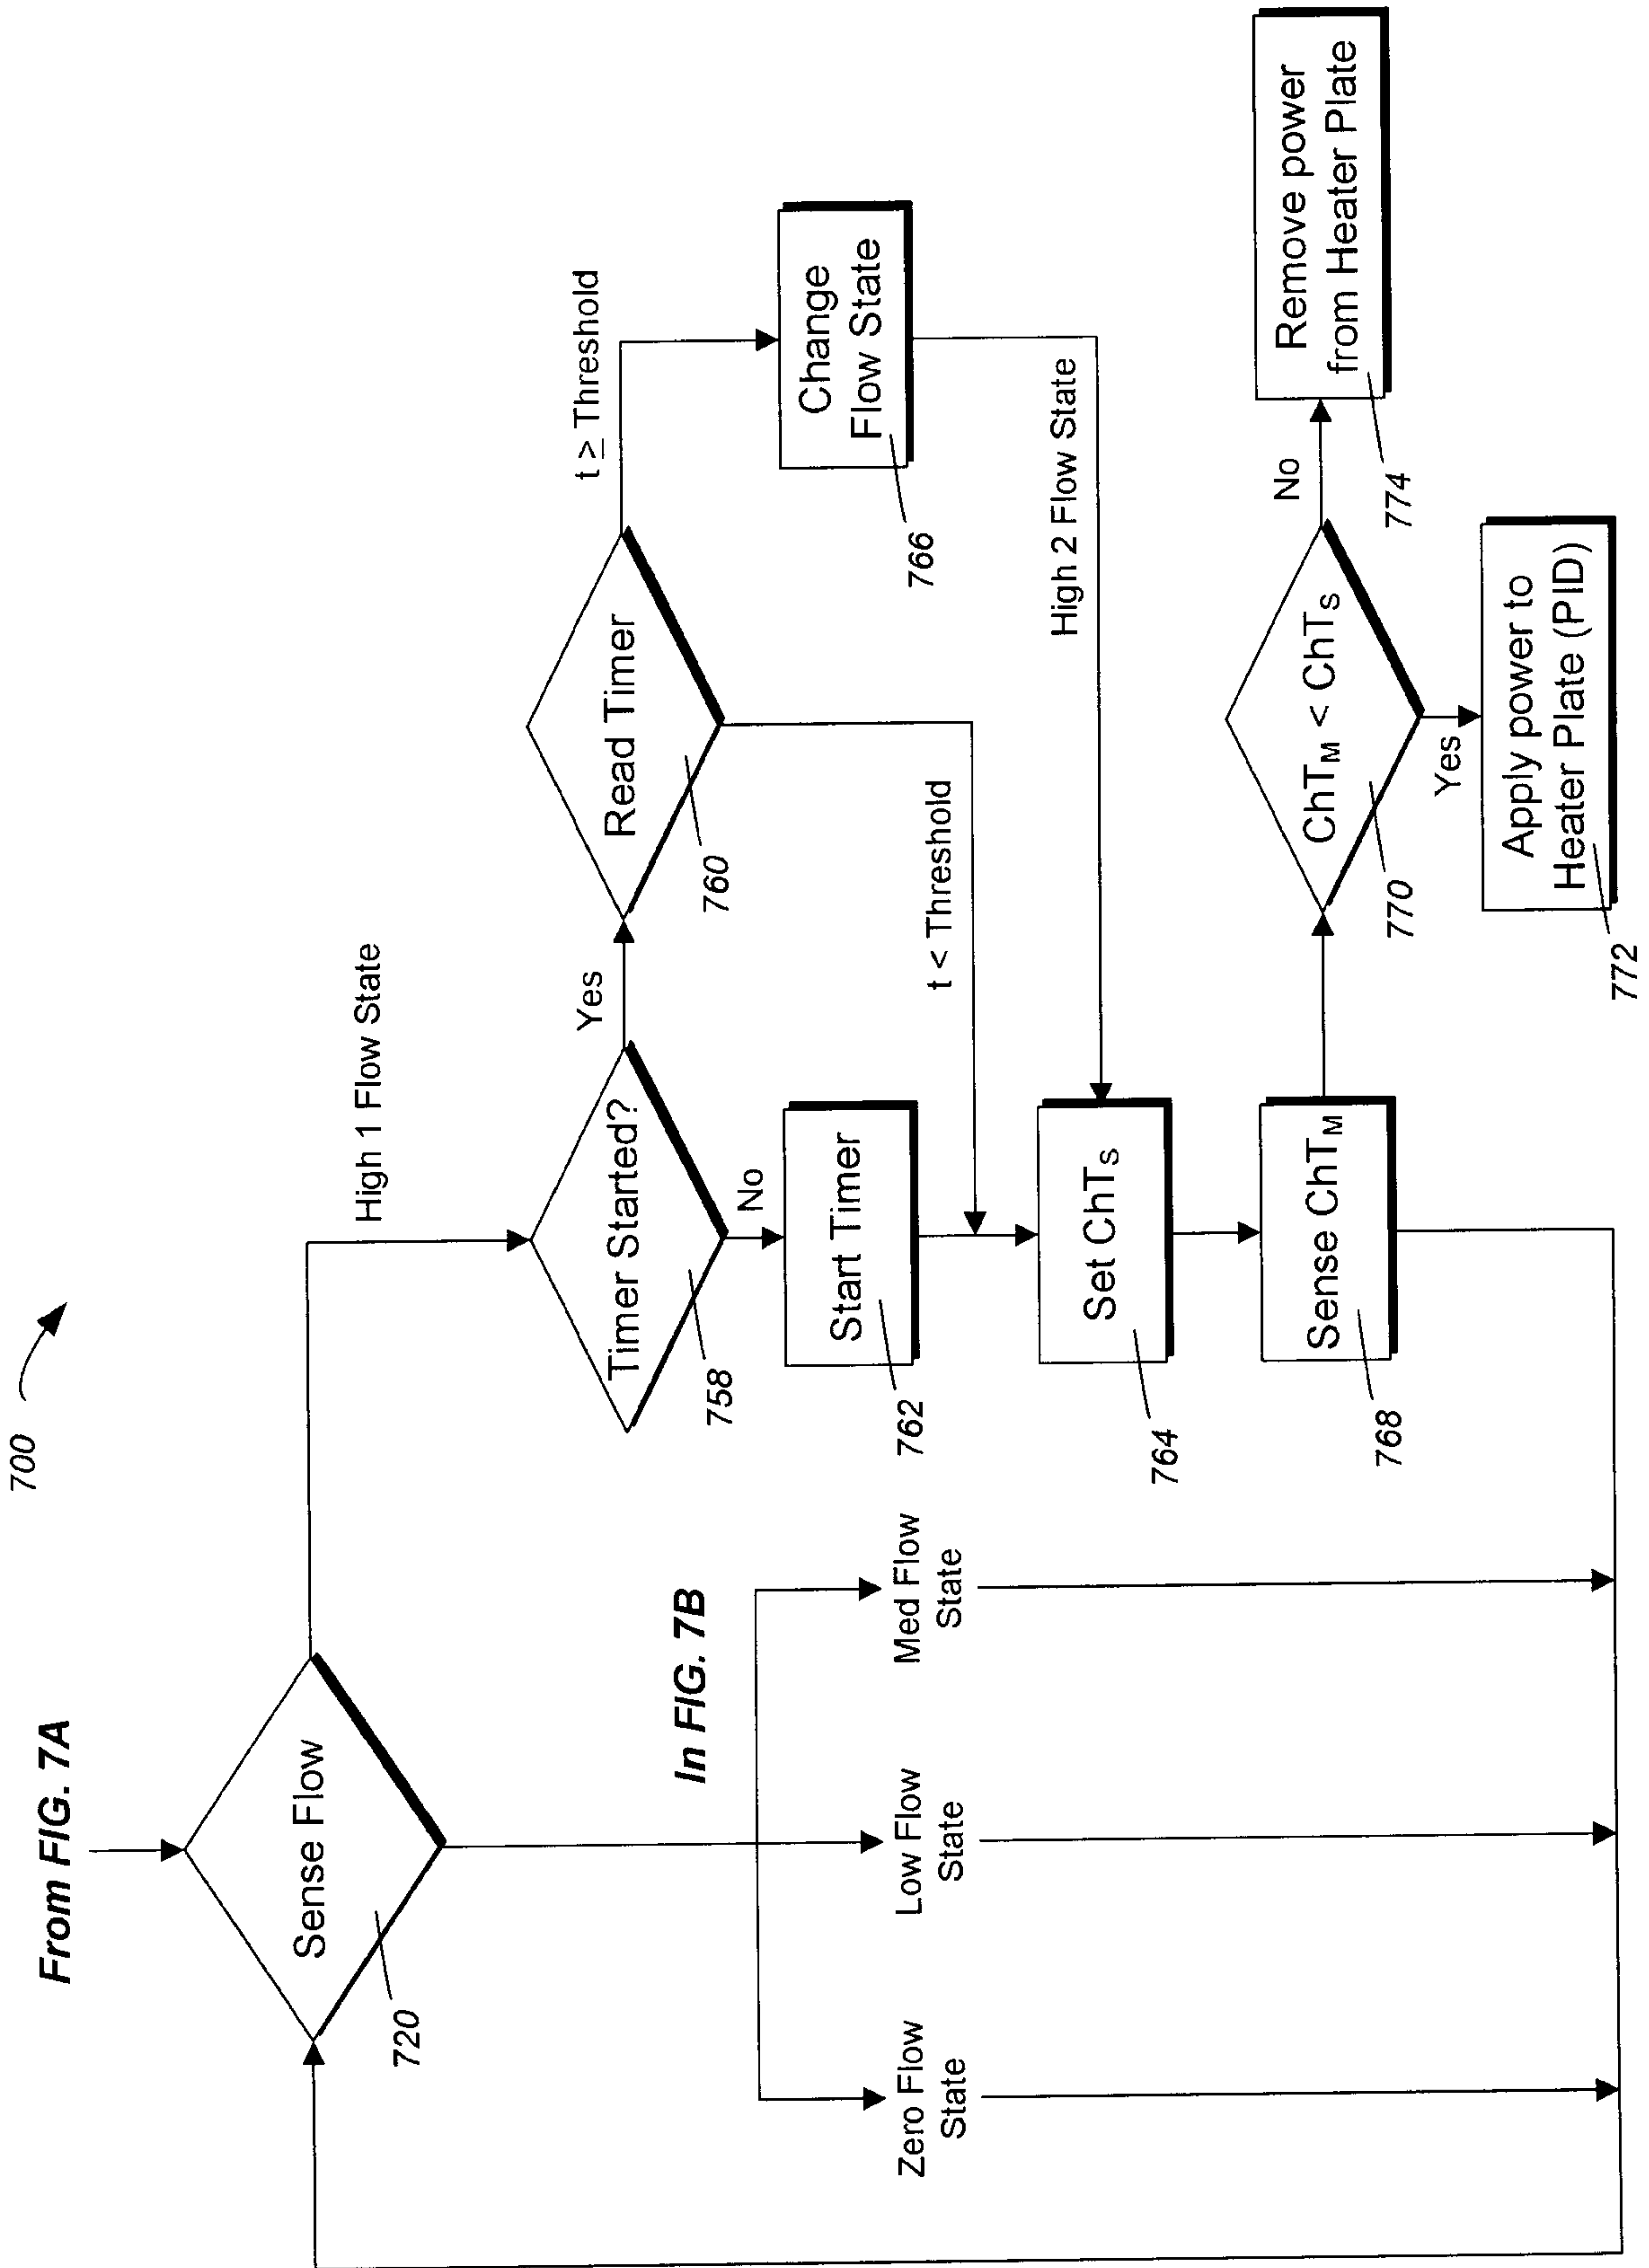 700
From FIG. 7A
Sense Flow
720
High 1 Flow State
In FIG. 7B
Zero Flow
State
Low Flow
State
Med Flow
State
Timer Started?
758
Yes
No
Read Timer
760
t ≥ Threshold
t < Threshold
Start Timer
762
Change
Flow State
766
High 2 Flow State
Set ChTS
764
Sense ChTM
768
ChTM < ChTS
770
No
Yes
Remove power
from Heater Plate
774
Apply power to
Heater Plate (PID)
772